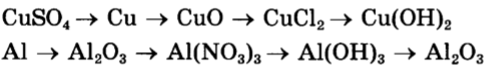 CuSO₄ → Cu → CuO → CuCl₂ → Cu(OH)₂
Al → Al₂O₃ → Al(NO₃)₃ → Al(OH)₃ → Al₂O₃